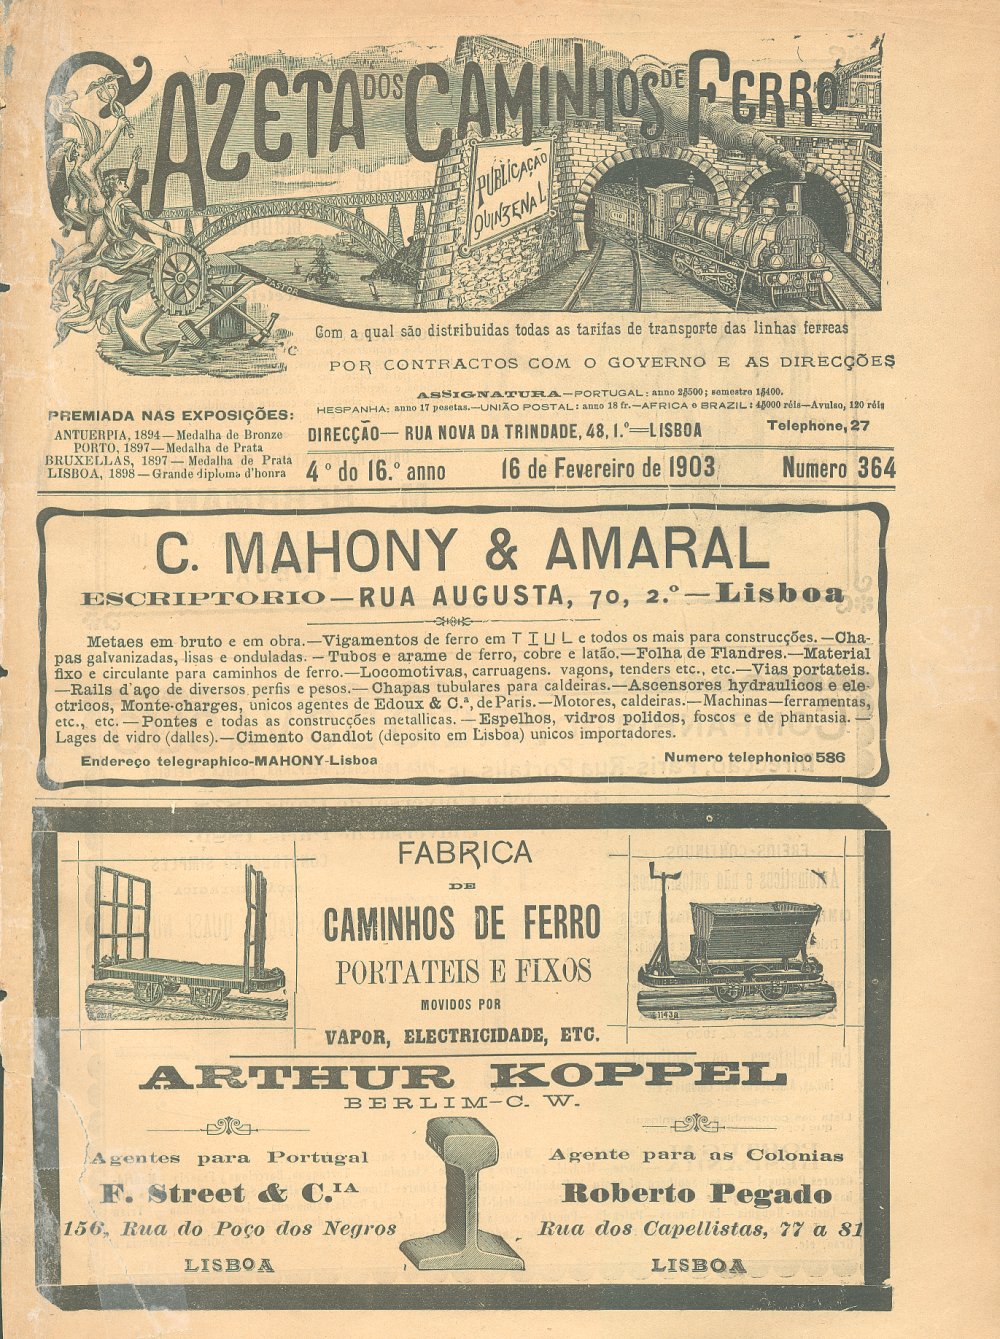 GAZETA DOS CAMINHOS DE FERRO
PUBLICAÇÃO
QUINZENAL
PASTOR
Com a qual são distribuidas todas as tarifas de transporte das linhas ferreas
POR CONTRACTOS COM O GOVERNO E AS DIRECÇÕES
PREMIADA NAS EXPOSIÇÕES:
ANTUERPIA, 1894—Medalha de Bronze
PORTO, 1897—Medalha de Prata
BRUXELLAS, 1897—Medalha de Prata
LISBOA, 1898—Grande diploma d'honra
ASSIGNATURA—PORTUGAL: anno 2$500; semestre 1$400.
HESPANHA: anno 17 pesetas.—UNIÃO POSTAL: anno 18 fr.—AFRICA e BRAZIL: 4$000 réis—Avulso, 120 réis
DIRECÇÃO—RUA NOVA DA TRINDADE, 48, 1.º=LISBOA
Telephone, 27
4.º do 16.º anno 16 de Fevereiro de 1903 Numero 364
C. MAHONY & AMARAL
ESCRIPTORIO—RUA AUGUSTA, 70, 2.º—Lisboa
Metaes em bruto e em obra.—Vigamentos de ferro em T I U L e todos os mais para construcções.—Cha-
pas galvanizadas, lisas e onduladas.—Tubos e arame de ferro, cobre e latão.—Folha de Flandres.—Material
fixo e circulante para caminhos de ferro.—Locomotivas, carruagens, vagons, tenders etc., etc.—Vias portateis.
—Rails d'aço de diversos perfis e pesos.—Chapas tubulares para caldeiras.—Ascensores hydraulicos e ele-
ctricos, Monte-charges, unicos agentes de Edoux & C.ª, de Paris.—Motores, caldeiras.—Machinas—ferramentas,
etc., etc.—Pontes e todas as construcções metallicas.—Espelhos, vidros polidos, foscos e de phantasia.—
Lages de vidro (dalles).—Cimento Candlot (deposito em Lisboa) unicos importadores.
Endereço telegraphico-MAHONY-Lisboa
Numero telephonico 586
FABRICA
DE
CAMINHOS DE FERRO
PORTATEIS E FIXOS
MOVIDOS POR
VAPOR, ELECTRICIDADE, ETC.
ARTHUR KOPPEL
BERLIM-C. W.
Agentes para Portugal
F. Street & C.IA
156, Rua do Poço dos Negros
LISBOA
Agente para as Colonias
Roberto Pegado
Rua dos Capellistas, 77 a 81
LISBOA